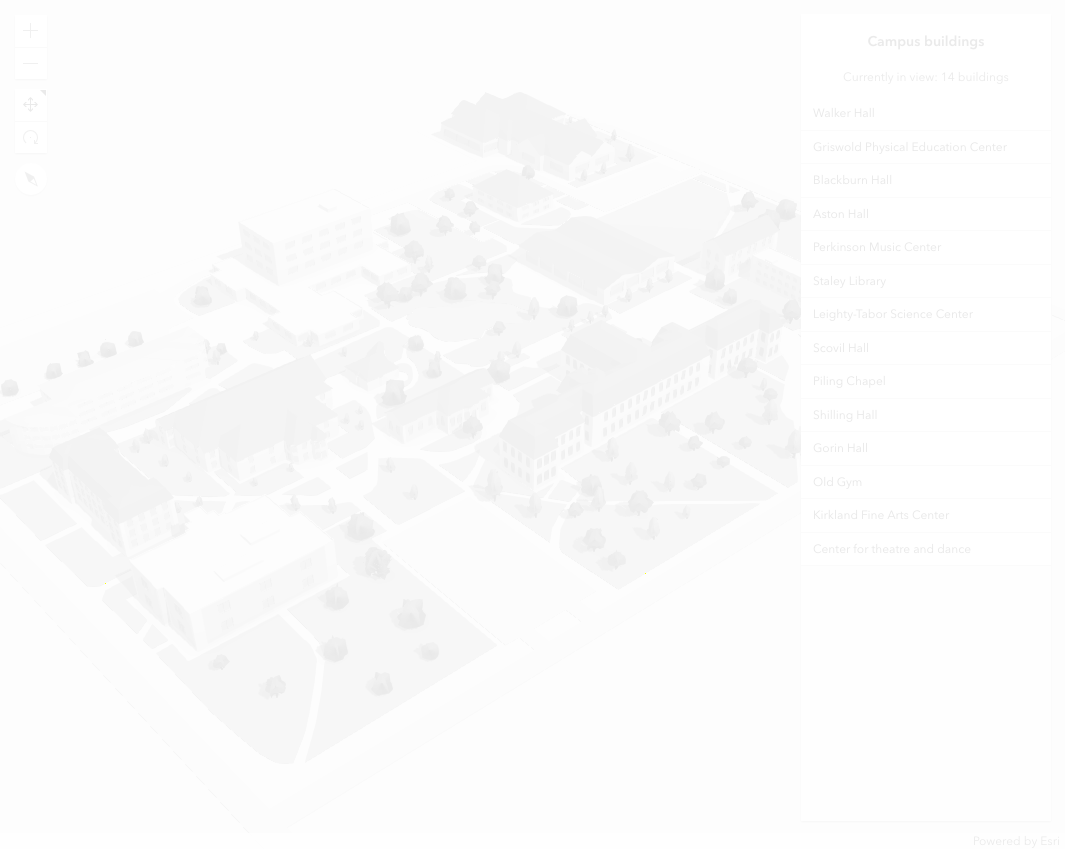 Campus buildings
Currently in view: 14 buildings
Walker Hall
Griswold Physical Education Center
Blackburn Hall
Aston Hall
Perkinson Music Center
Staley Library
Leighty-Tabor Science Center
Scovil Hall
Piling Chapel
Shilling Hall
Gorin Hall
Old Gym
Kirkland Fine Arts Center
Center for theatre and dance
Powered by Esri